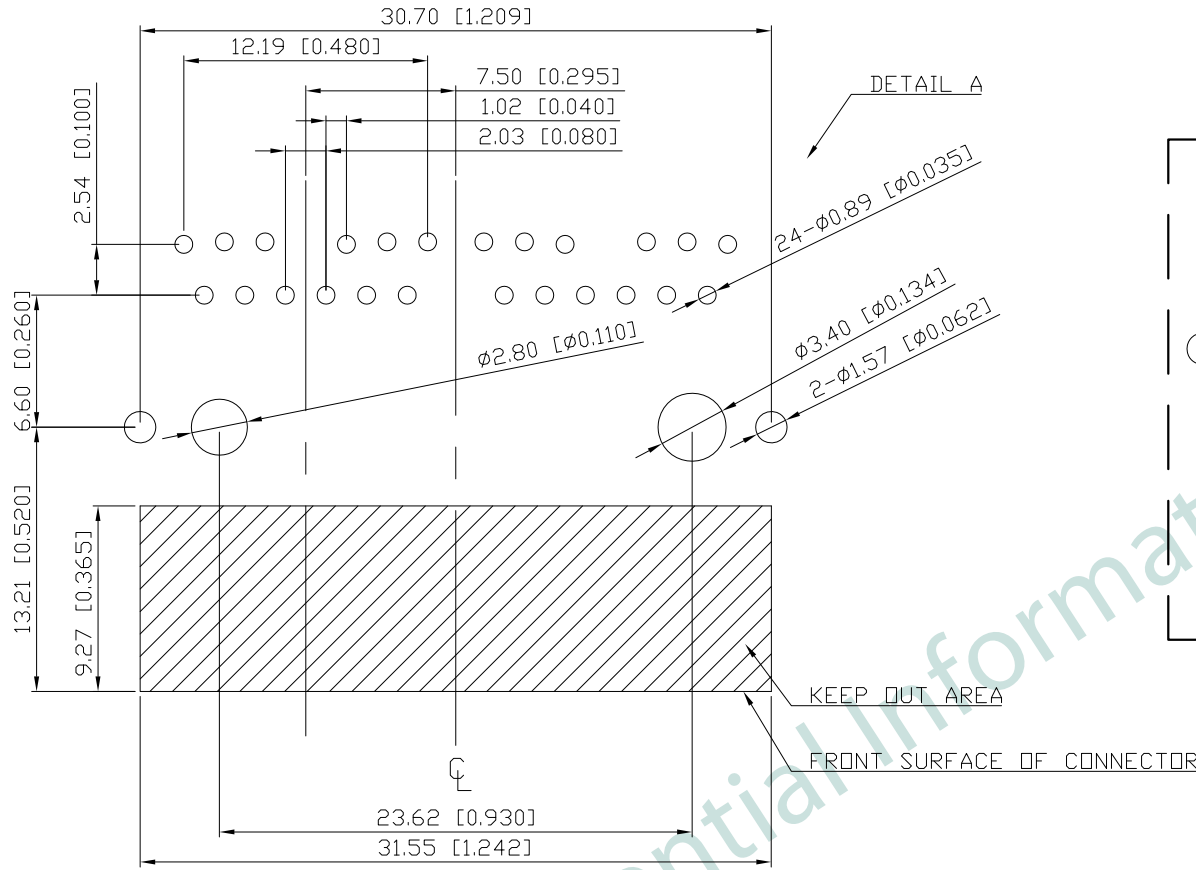 30.70 [1.209]
12.19 [0.480]
7.50 [0.295]
1.02 [0.040]
2.03 [0.080]
DETAIL A
2.54 [0.100]
24-ø0.89 [ø0.035]
6.60 [0.260]
ø2.80 [ø0.110]
ø3.40 [ø0.134]
2-ø1.57 [ø0.062]
13.21 [0.520]
9.27 [0.365]
KEEP OUT AREA
FRONT SURFACE OF CONNECTOR
℄
23.62 [0.930]
31.55 [1.242]
ential Informat